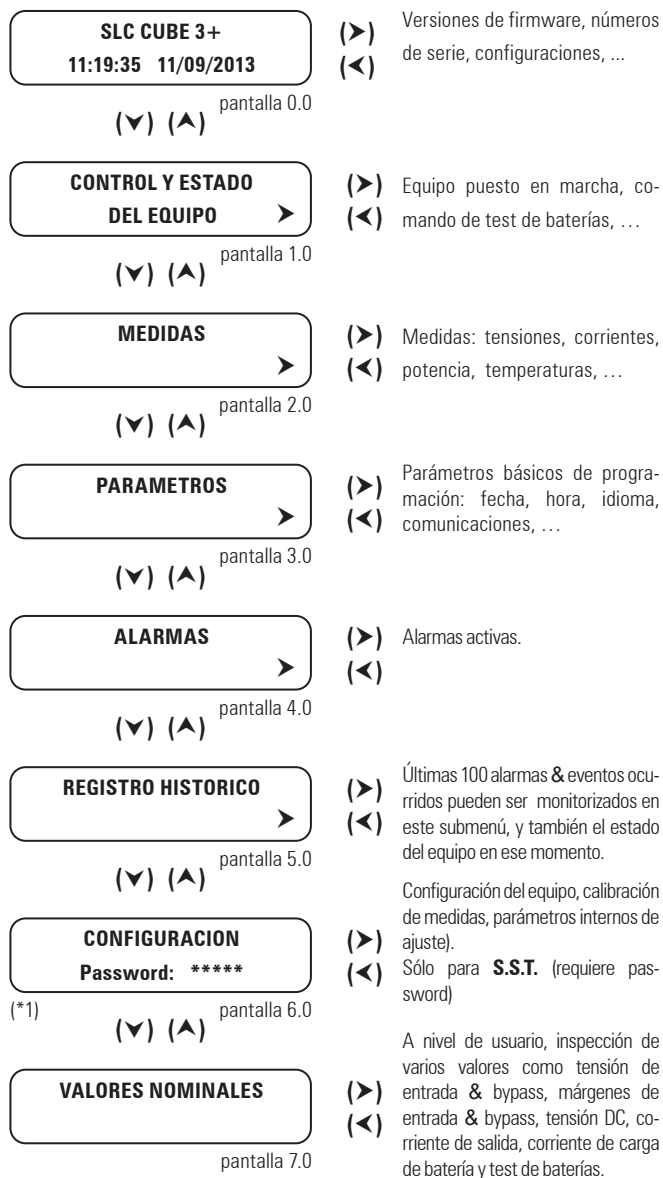 SLC CUBE 3+
11:19:35 11/09/2013
pantalla 0.0
(➤)
(➤)
Versiones de firmware, números
de serie, configuraciones, ...
(⮟) (⮝)
CONTROL Y ESTADO
DEL EQUIPO ➤
pantalla 1.0
(➤)
(⮜)
Equipo puesto en marcha, co-
mando de test de baterías, …
(⮟) (⮝)
MEDIDAS
➤
pantalla 2.0
(➤)
(⮜)
Medidas: tensiones, corrientes,
potencia, temperaturas, …
(⮟) (⮝)
PARAMETROS
➤
pantalla 3.0
(➤)
(⮜)
Parámetros básicos de progra-
mación: fecha, hora, idioma,
comunicaciones, …
(⮟) (⮝)
ALARMAS
➤
pantalla 4.0
(➤)
(⮜)
Alarmas activas.
(⮟) (⮝)
REGISTRO HISTORICO
➤
pantalla 5.0
(➤)
(⮜)
Últimas 100 alarmas & eventos ocu-
rridos pueden ser monitorizados en
este submenú, y también el estado
del equipo en ese momento.
(⮟) (⮝)
CONFIGURACION
Password: *****
(*1)
pantalla 6.0
(➤)
(⮜)
Configuración del equipo, calibración
de medidas, parámetros internos de
ajuste).
Sólo para S.S.T. (requiere pas-
sword)
(⮟) (⮝)
VALORES NOMINALES
pantalla 7.0
(➤)
(⮜)
A nivel de usuario, inspección de
varios valores como tensión de
entrada & bypass, márgenes de
entrada & bypass, tensión DC, co-
rriente de salida, corriente de carga
de batería y test de baterías.